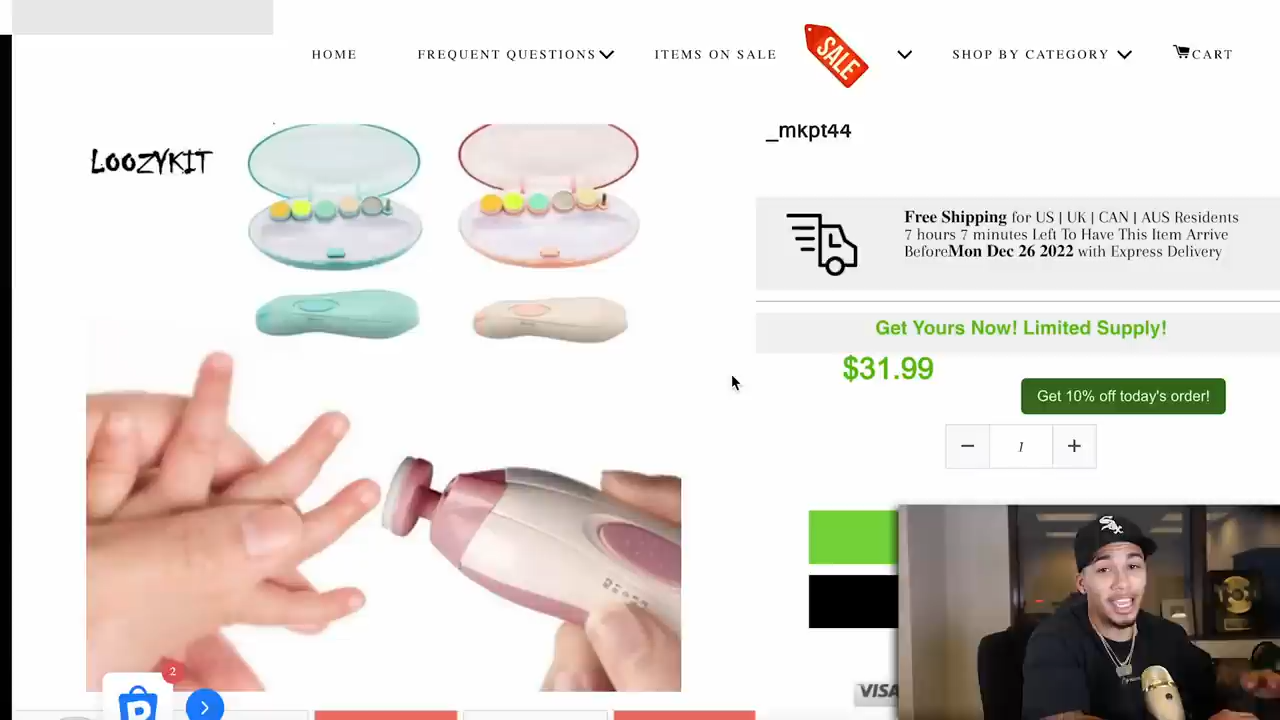 HOME FREQUENT QUESTIONS ITEMS ON SALE SALE SHOP BY CATEGORY CART
LOOZYKIT
_mkpt44
Free Shipping for US | UK | CAN | AUS Residents
7 hours 7 minutes Left To Have This Item Arrive
BeforeMon Dec 26 2022 with Express Delivery
Get Yours Now! Limited Supply!
$31.99
Get 10% off today's order!
1
2
VISA